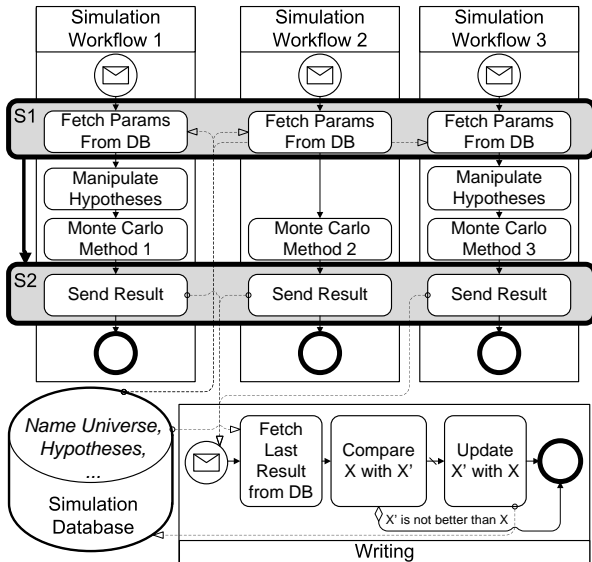 Simulation
Workflow 1
Simulation
Workflow 2
Simulation
Workflow 3
S1
Fetch Params
From DB
Fetch Params
From DB
Fetch Params
From DB
Manipulate
Hypotheses
Manipulate
Hypotheses
Monte Carlo
Method 1
Monte Carlo
Method 2
Monte Carlo
Method 3
S2
Send Result
Send Result
Send Result
Name Universe,
Hypotheses,
...
Simulation
Database
Fetch
Last
Result
from DB
Compare
X with X'
Update
X' with X
X' is not better than X
Writing